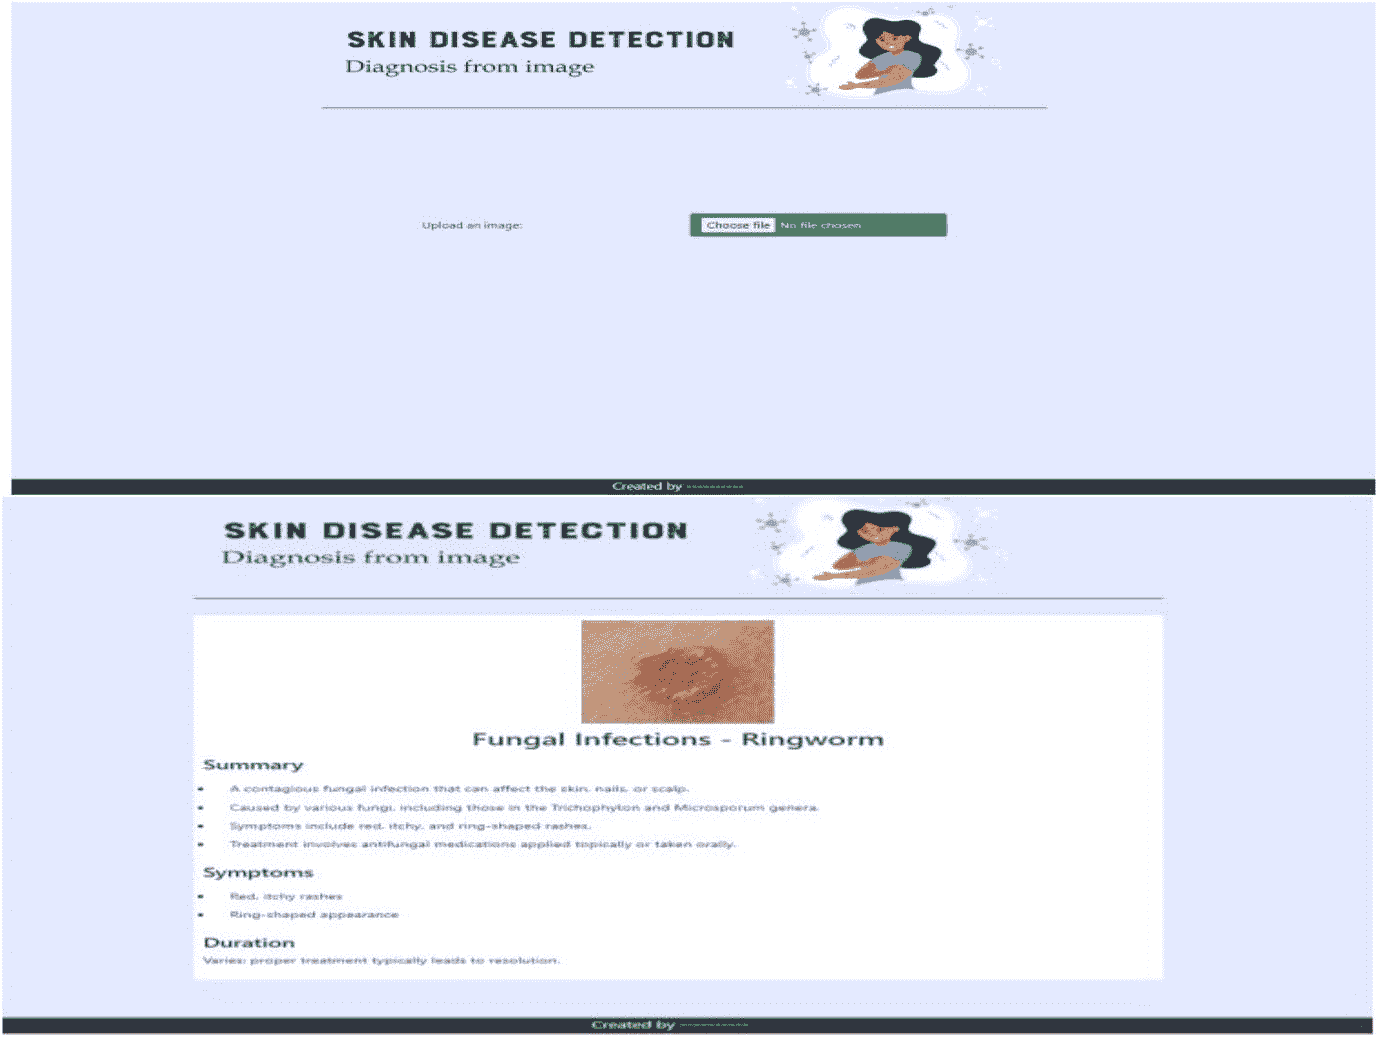 SKIN DISEASE DETECTION
Diagnosis from image
Upload an image:
Choose file No file chosen
Created by
SKIN DISEASE DETECTION
Diagnosis from image
Fungal Infections - Ringworm
Summary
A contagious fungal infection that can affect the skin, nails, or scalp.
Caused by various fungi, including those in the Trichophyton and Microsporum genera.
Symptoms include red, itchy, and ring-shaped rashes.
Treatment involves antifungal medications applied topically or taken orally.
Symptoms
Red, itchy rashes
Ring-shaped appearance
Duration
Varies; proper treatment typically leads to resolution.
Created by